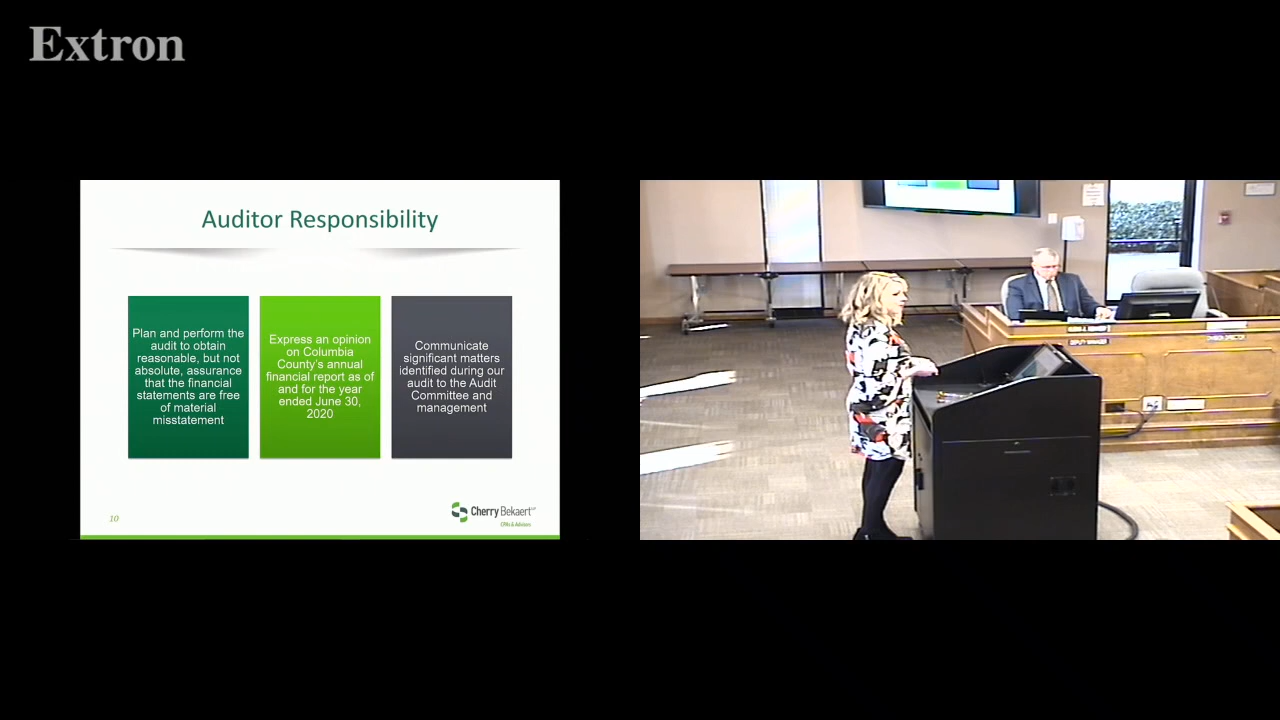 Extron
Auditor Responsibility
Plan and perform the
audit to obtain
reasonable, but not
absolute, assurance
that the financial
statements are free
of material
misstatement
Express an opinion
on Columbia
County's annual
financial report as of
and for the year
ended June 30,
2020
Communicate
significant matters
identified during our
audit to the Audit
Committee and
management
10
Cherry Bekaert LLP
CPAs & Advisors
DEPUTY MANAGER